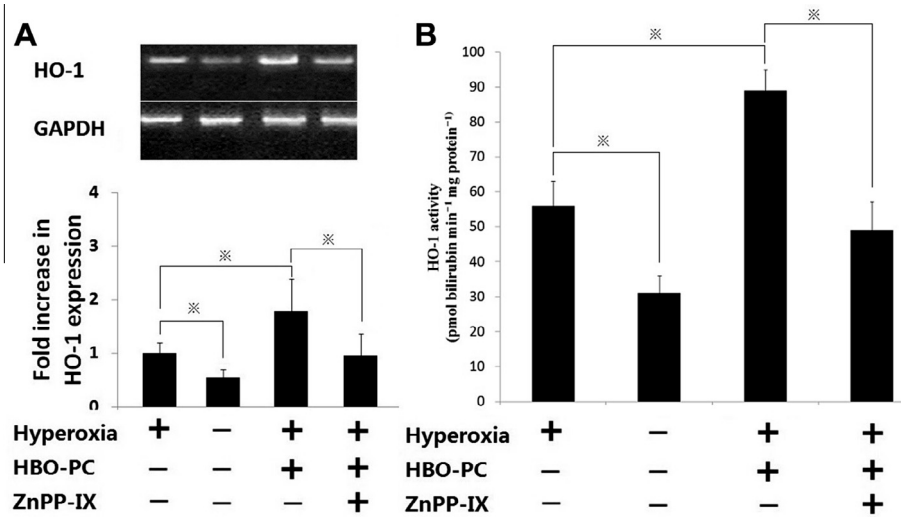 A
HO-1
GAPDH
Fold increase in
HO-1 expression
4
3
2
1
0
※
※
※
Hyperoxia + − + +
HBO-PC − − + +
ZnPP-IX − − − +
B
HO-1 activity
(pmol bilirubin min⁻¹ mg protein⁻¹)
100
90
80
70
60
50
40
30
20
10
0
※
※
※
Hyperoxia + − + +
HBO-PC − − + +
ZnPP-IX − − − +